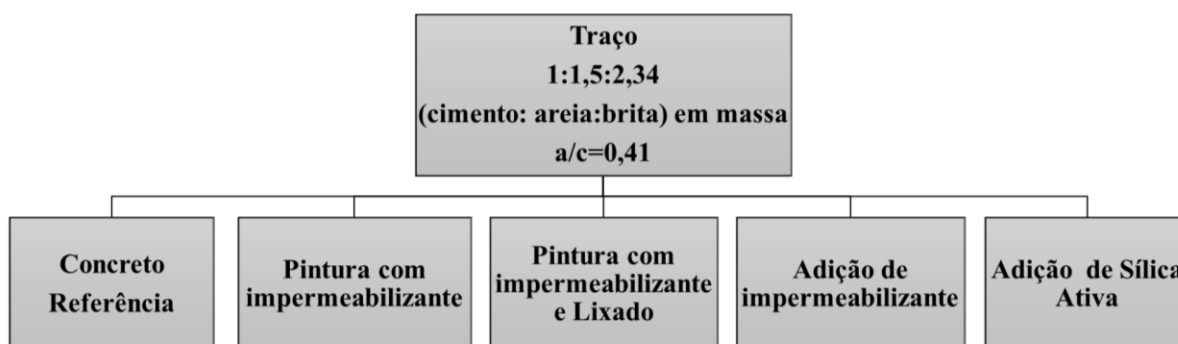 Traço
1:1,5:2,34
(cimento: areia:brita) em massa
a/c=0,41
Concreto
Referência
Pintura com
impermeabilizante
Pintura com
impermeabilizante
e Lixado
Adição de
impermeabilizante
Adição de Sílica
Ativa